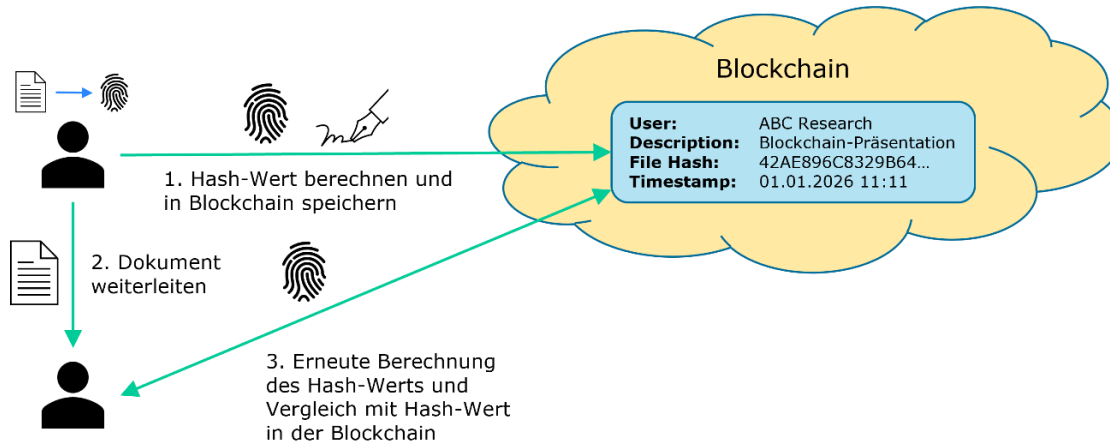 Blockchain
User: ABC Research
Description: Blockchain-Präsentation
File Hash: 42AE896C8329B64...
Timestamp: 01.01.2026 11:11
1. Hash-Wert berechnen und
in Blockchain speichern
2. Dokument
weiterleiten
3. Erneute Berechnung
des Hash-Werts und
Vergleich mit Hash-Wert
in der Blockchain